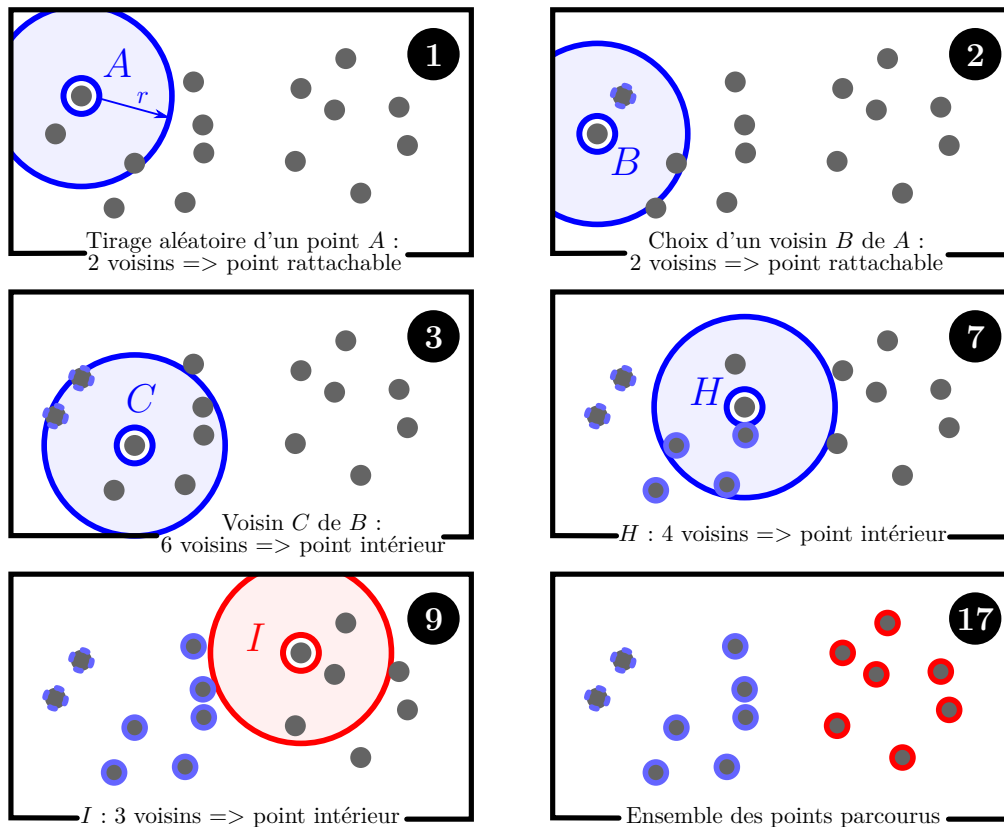 1
A
r
Tirage aléatoire d'un point A :
2 voisins => point rattachable
2
B
Choix d'un voisin B de A :
2 voisins => point rattachable
3
C
Voisin C de B :
6 voisins => point intérieur
7
H
H : 4 voisins => point intérieur
9
I
I : 3 voisins => point intérieur
17
Ensemble des points parcourus